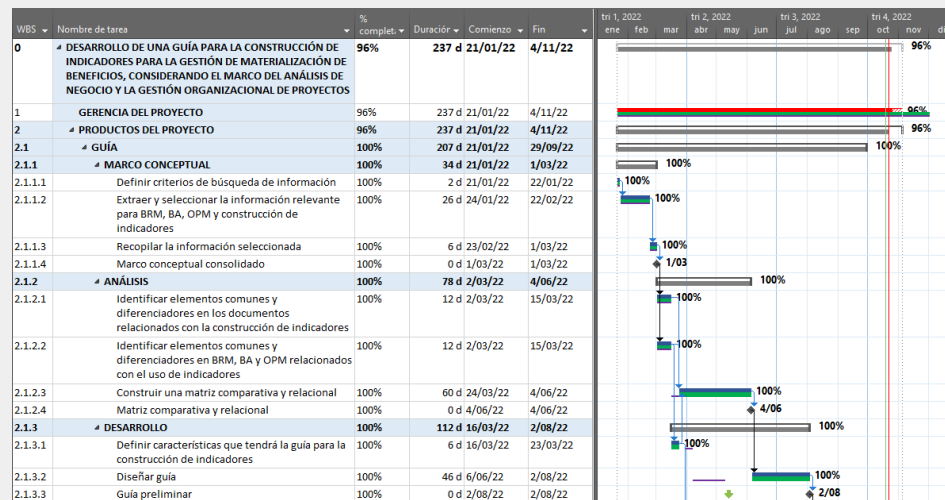 WBS Nombre de tarea % complet. Duración Comienzo Fin tri 1, 2022 tri 2, 2022 tri 3, 2022 tri 4, 2022
ene feb mar abr may jun jul ago sep oct nov
0 DESARROLLO DE UNA GUÍA PARA LA CONSTRUCCIÓN DE 96% 237 d 21/01/22 4/11/22 96%
INDICADORES PARA LA GESTIÓN DE MATERIALIZACIÓN DE
BENEFICIOS, CONSIDERANDO EL MARCO DEL ANÁLISIS DE
NEGOCIO Y LA GESTIÓN ORGANIZACIONAL DE PROYECTOS
1 GERENCIA DEL PROYECTO 96% 237 d 21/01/22 4/11/22 96%
2 PRODUCTOS DEL PROYECTO 96% 237 d 21/01/22 4/11/22 96%
2.1 GUÍA 100% 207 d 21/01/22 29/09/22 100%
2.1.1 MARCO CONCEPTUAL 100% 34 d 21/01/22 1/03/22 100%
2.1.1.1 Definir criterios de búsqueda de información 100% 2 d 21/01/22 22/01/22 100%
2.1.1.2 Extraer y seleccionar la información relevante 100% 26 d 24/01/22 22/02/22 100%
para BRM, BA, OPM y construcción de
indicadores
2.1.1.3 Recopilar la información seleccionada 100% 6 d 23/02/22 1/03/22 100%
2.1.1.4 Marco conceptual consolidado 100% 0 d 1/03/22 1/03/22 1/03
2.1.2 ANÁLISIS 100% 78 d 2/03/22 4/06/22 100%
2.1.2.1 Identificar elementos comunes y 100% 12 d 2/03/22 15/03/22 100%
diferenciadores en los documentos
relacionados con la construcción de indicadores
2.1.2.2 Identificar elementos comunes y 100% 12 d 2/03/22 15/03/22 100%
diferenciadores en BRM, BA y OPM relacionados
con el uso de indicadores
2.1.2.3 Construir una matriz comparativa y relacional 100% 60 d 24/03/22 4/06/22 100%
2.1.2.4 Matriz comparativa y relacional 100% 0 d 4/06/22 4/06/22 4/06
2.1.3 DESARROLLO 100% 112 d 16/03/22 2/08/22 100%
2.1.3.1 Definir características que tendrá la guía para la 100% 6 d 16/03/22 23/03/22 100%
construcción de indicadores
2.1.3.2 Diseñar guía 100% 46 d 6/06/22 2/08/22 100%
2.1.3.3 Guía preliminar 100% 0 d 2/08/22 2/08/22 2/08